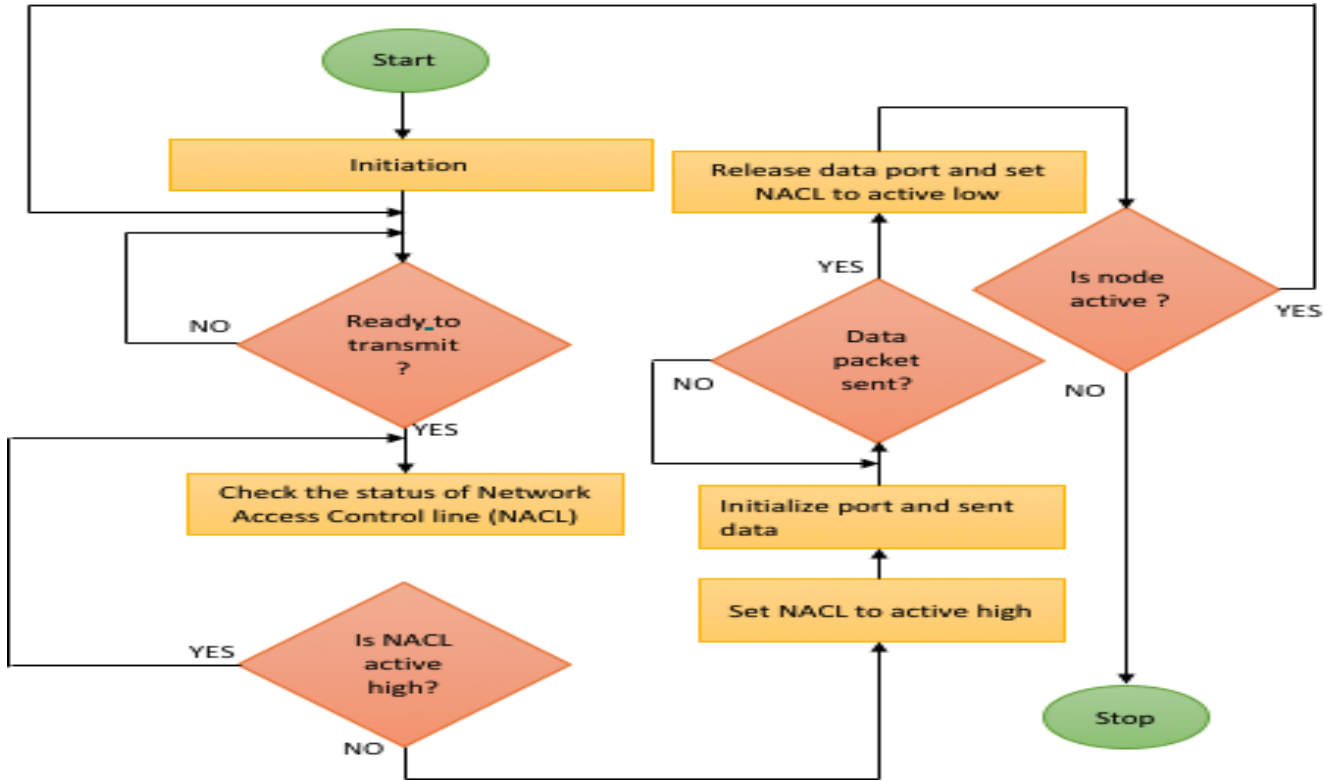 Start
Initiation
Ready to
transmit
?
NO
YES
Check the status of Network
Access Control line (NACL)
Is NACL
active
high?
YES
NO
Set NACL to active high
Initialize port and sent
data
Data
packet
sent?
NO
YES
Release data port and set
NACL to active low
Is node
active ?
YES
NO
Stop